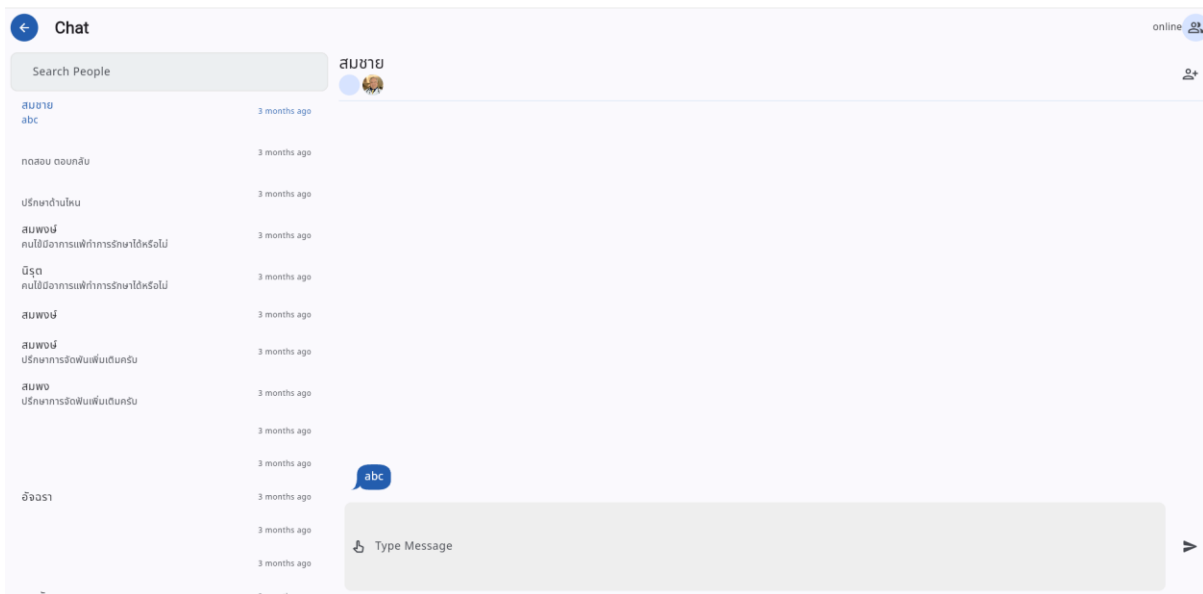 Chat
online
Search People
สมชาย
abc
3 months ago
3 months ago
ทดสอบ ตอบกลับ
3 months ago
ปรึกษาด้านไหน
สมพงษ์
3 months ago
คนไข้มีอาการแพ้ทำการรักษาได้หรือไม่
นิรุต
3 months ago
คนไข้มีอาการแพ้ทำการรักษาได้หรือไม่
สมพงษ์
3 months ago
สมพงษ์
3 months ago
ปรึกษาการจัดฟันเพิ่มเติมครับ
สมพง
3 months ago
ปรึกษาการจัดฟันเพิ่มเติมครับ
3 months ago
3 months ago
อัจฉรา
3 months ago
3 months ago
3 months ago
สมชาย
abc
Type Message